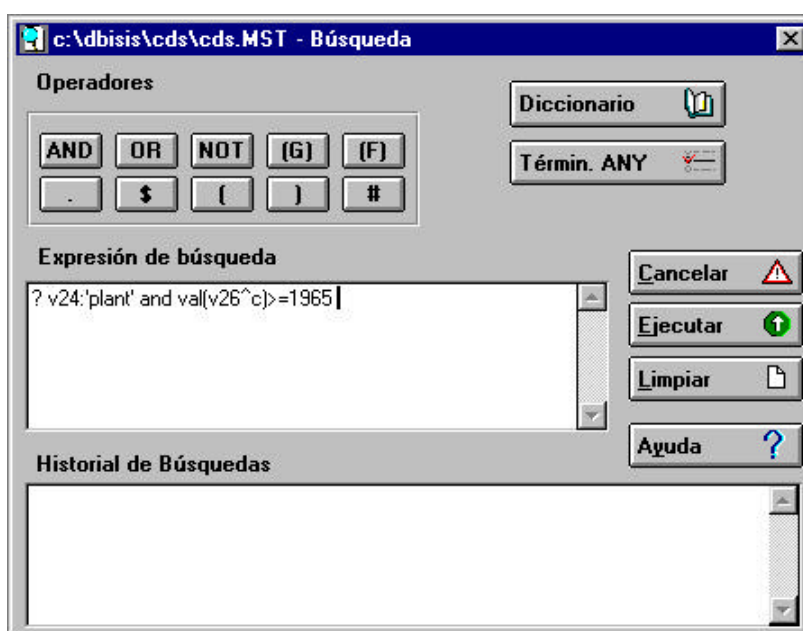 c:\dbisis\cds\cds.MST - Búsqueda
Operadores
Diccionario
AND OR NOT (G) (F)
Términ. ANY
. $ ( ) #
Expresión de búsqueda
Cancelar
? v24:'plant' and val(v26^c)>=1965
Ejecutar
Limpiar
Ayuda
Historial de Búsquedas